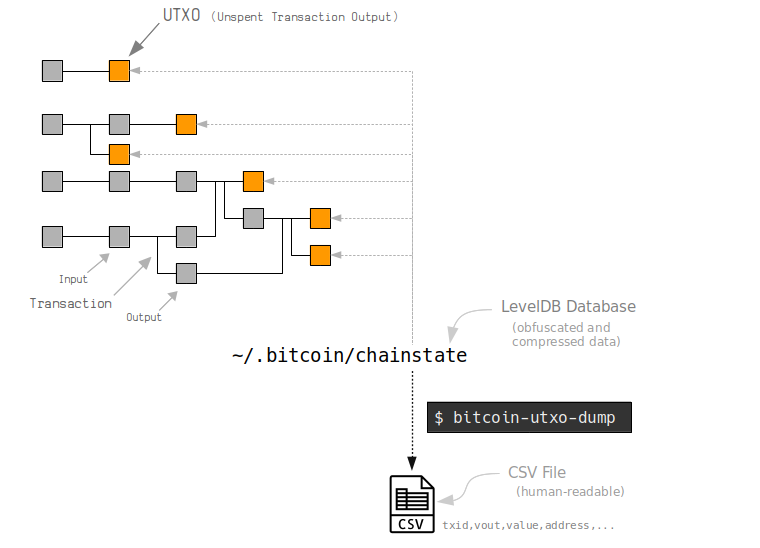 UTXO (Unspent Transaction Output)
Input
Transaction
Output
LevelDB Database
(obfuscated and
compressed data)
~/.bitcoin/chainstate
$ bitcoin-utxo-dump
CSV File
(human-readable)
CSV
txid,vout,value,address,...